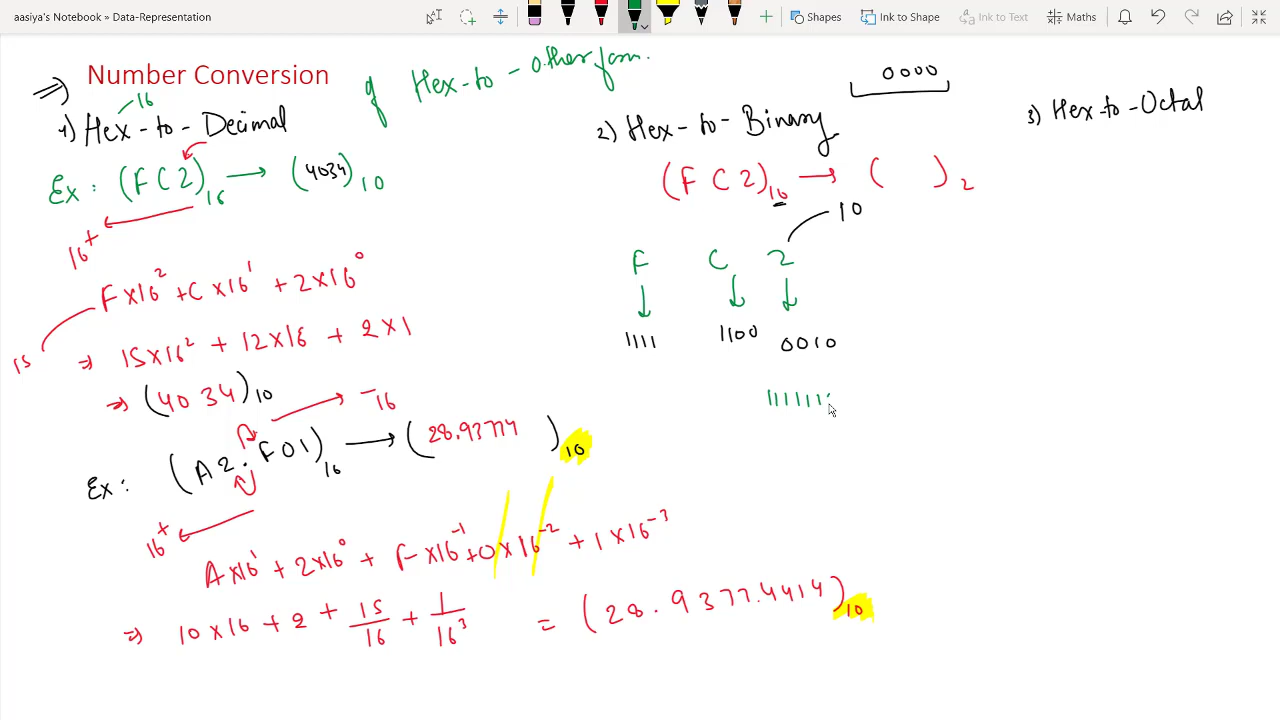 aasiya's Notebook » Data-Representation
Shapes
Ink to Shape
Ink to Text
Maths
⇒ Number Conversion of Hex-to-Other form.
16
1) Hex-to-Decimal
Ex: (FC2)16 → (4034)10
16+
F×16² + C×16¹ + 2×16⁰
15
⇒ 15×16² + 12×16 + 2×1
⇒ (4034)10
-16
Ex: (A2.F01)16 → (28.93774)10
16+
A×16¹ + 2×16⁰ + F×16⁻¹ + 0×16⁻² + 1×16⁻³
⇒ 10×16 + 2 + 15/16 + 1/16³ = (28.9377.4414)10
0000
2) Hex-to-Binary
(FC2)16 → ( )2
10
F C 2
↓ ↓ ↓
1111 1100 0010
1111111
3) Hex-to-Octal